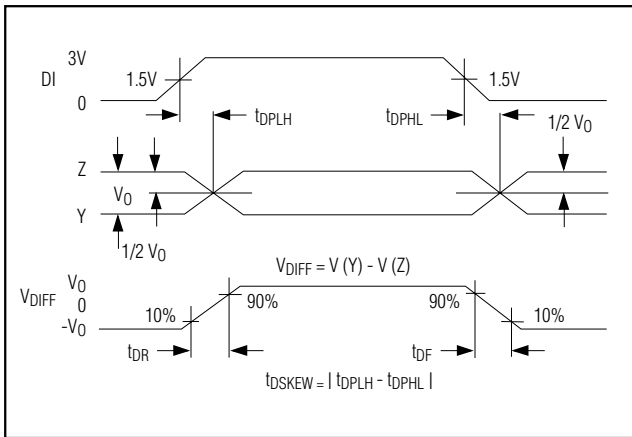 3V
DI
1.5V
1.5V
0
tDPLH
tDPHL
1/2 VO
Z
VO
Y
1/2 VO
VDIFF = V (Y) - V (Z)
VO
VDIFF
0
-VO
10%
90%
90%
10%
tDR
tDF
tDSKEW = | tDPLH - tDPHL |